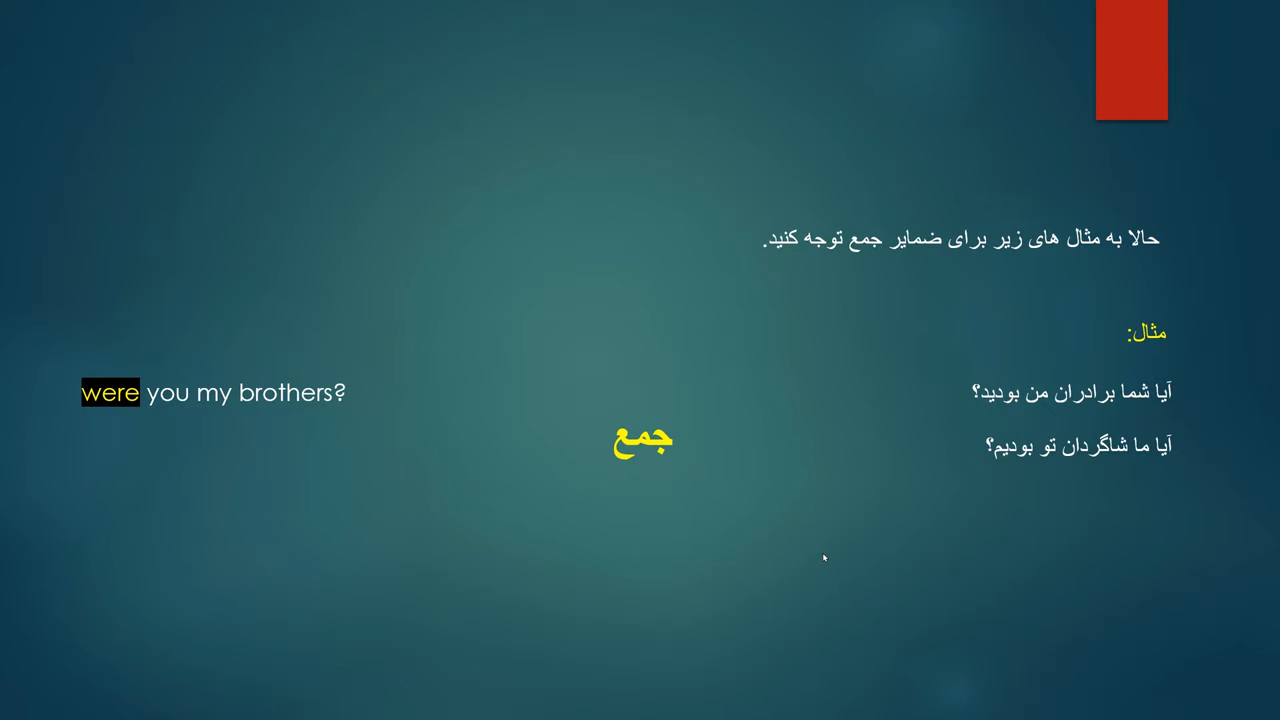 حالا به مثال های زیر برای ضمایر جمع توجه کنید.
مثال:
آیا شما برادران من بودید؟
were you my brothers?
جمع
آیا ما شاگردان تو بودیم؟